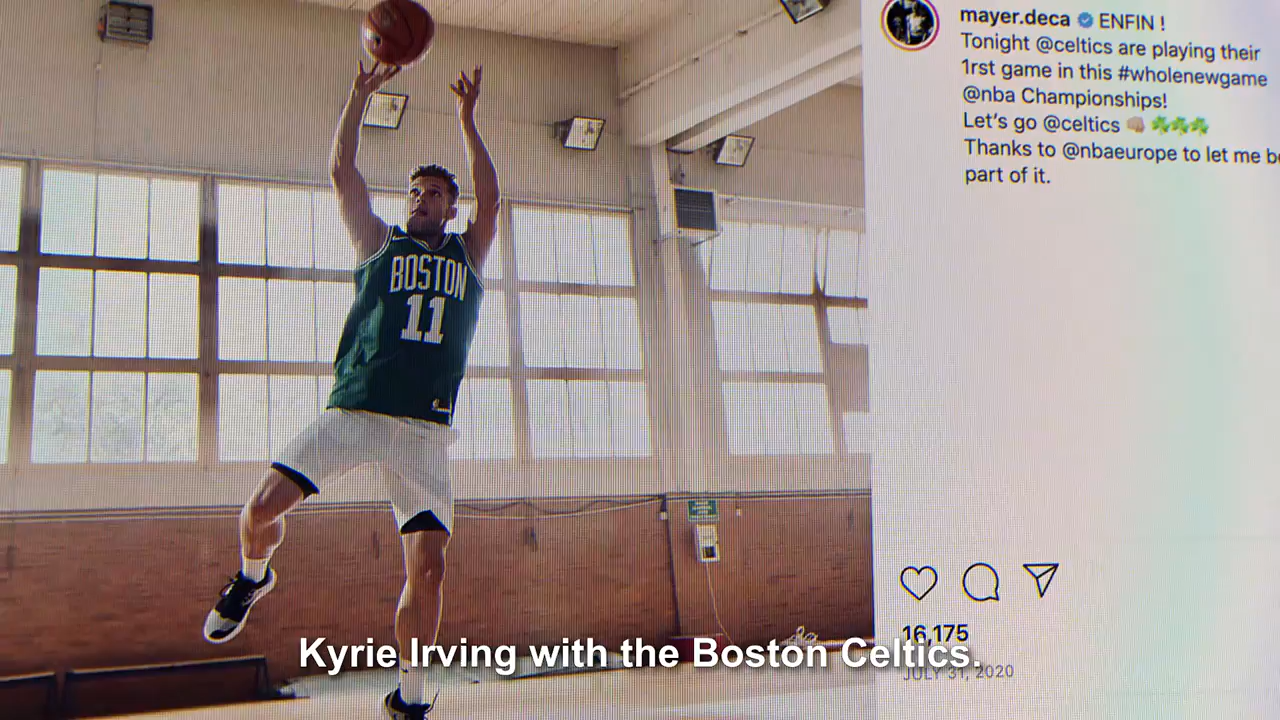 mayer.deca ENFIN !
Tonight @celtics are playing their
1rst game in this #wholenewgame
@nba Championships!
Let's go @celtics 👊🏼 ☘️☘️☘️
Thanks to @nbaeurope to let me be
part of it.
BOSTON
11
16,175
JULY 31, 2020
Kyrie Irving with the Boston Celtics.